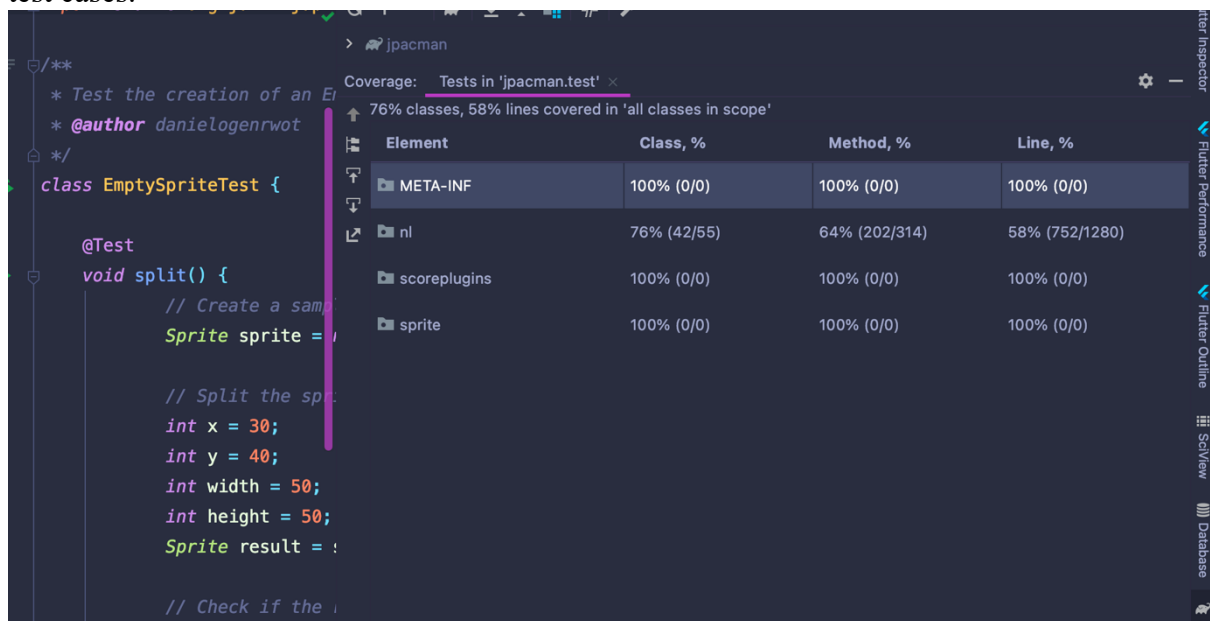 test cases.
/**
* Test the creation of an
* @author danielogenrwot
*/
class EmptySpriteTest {
@Test
void split() {
// Create a
Sprite sprite =
// Split the
int x = 30;
int y = 40;
int width = 50;
int height = 50;
Sprite result =
// Check if the
jpacman
Coverage: Tests in 'jpacman.test' ×
76% classes, 58% lines covered in 'all classes in scope'
Element Class, % Method, % Line, %
META-INF 100% (0/0) 100% (0/0) 100% (0/0)
nl 76% (42/55) 64% (202/314) 58% (752/1280)
scoreplugins 100% (0/0) 100% (0/0) 100% (0/0)
sprite 100% (0/0) 100% (0/0) 100% (0/0)
Inspector
Flutter Performance
Flutter Outline
SciView
Database